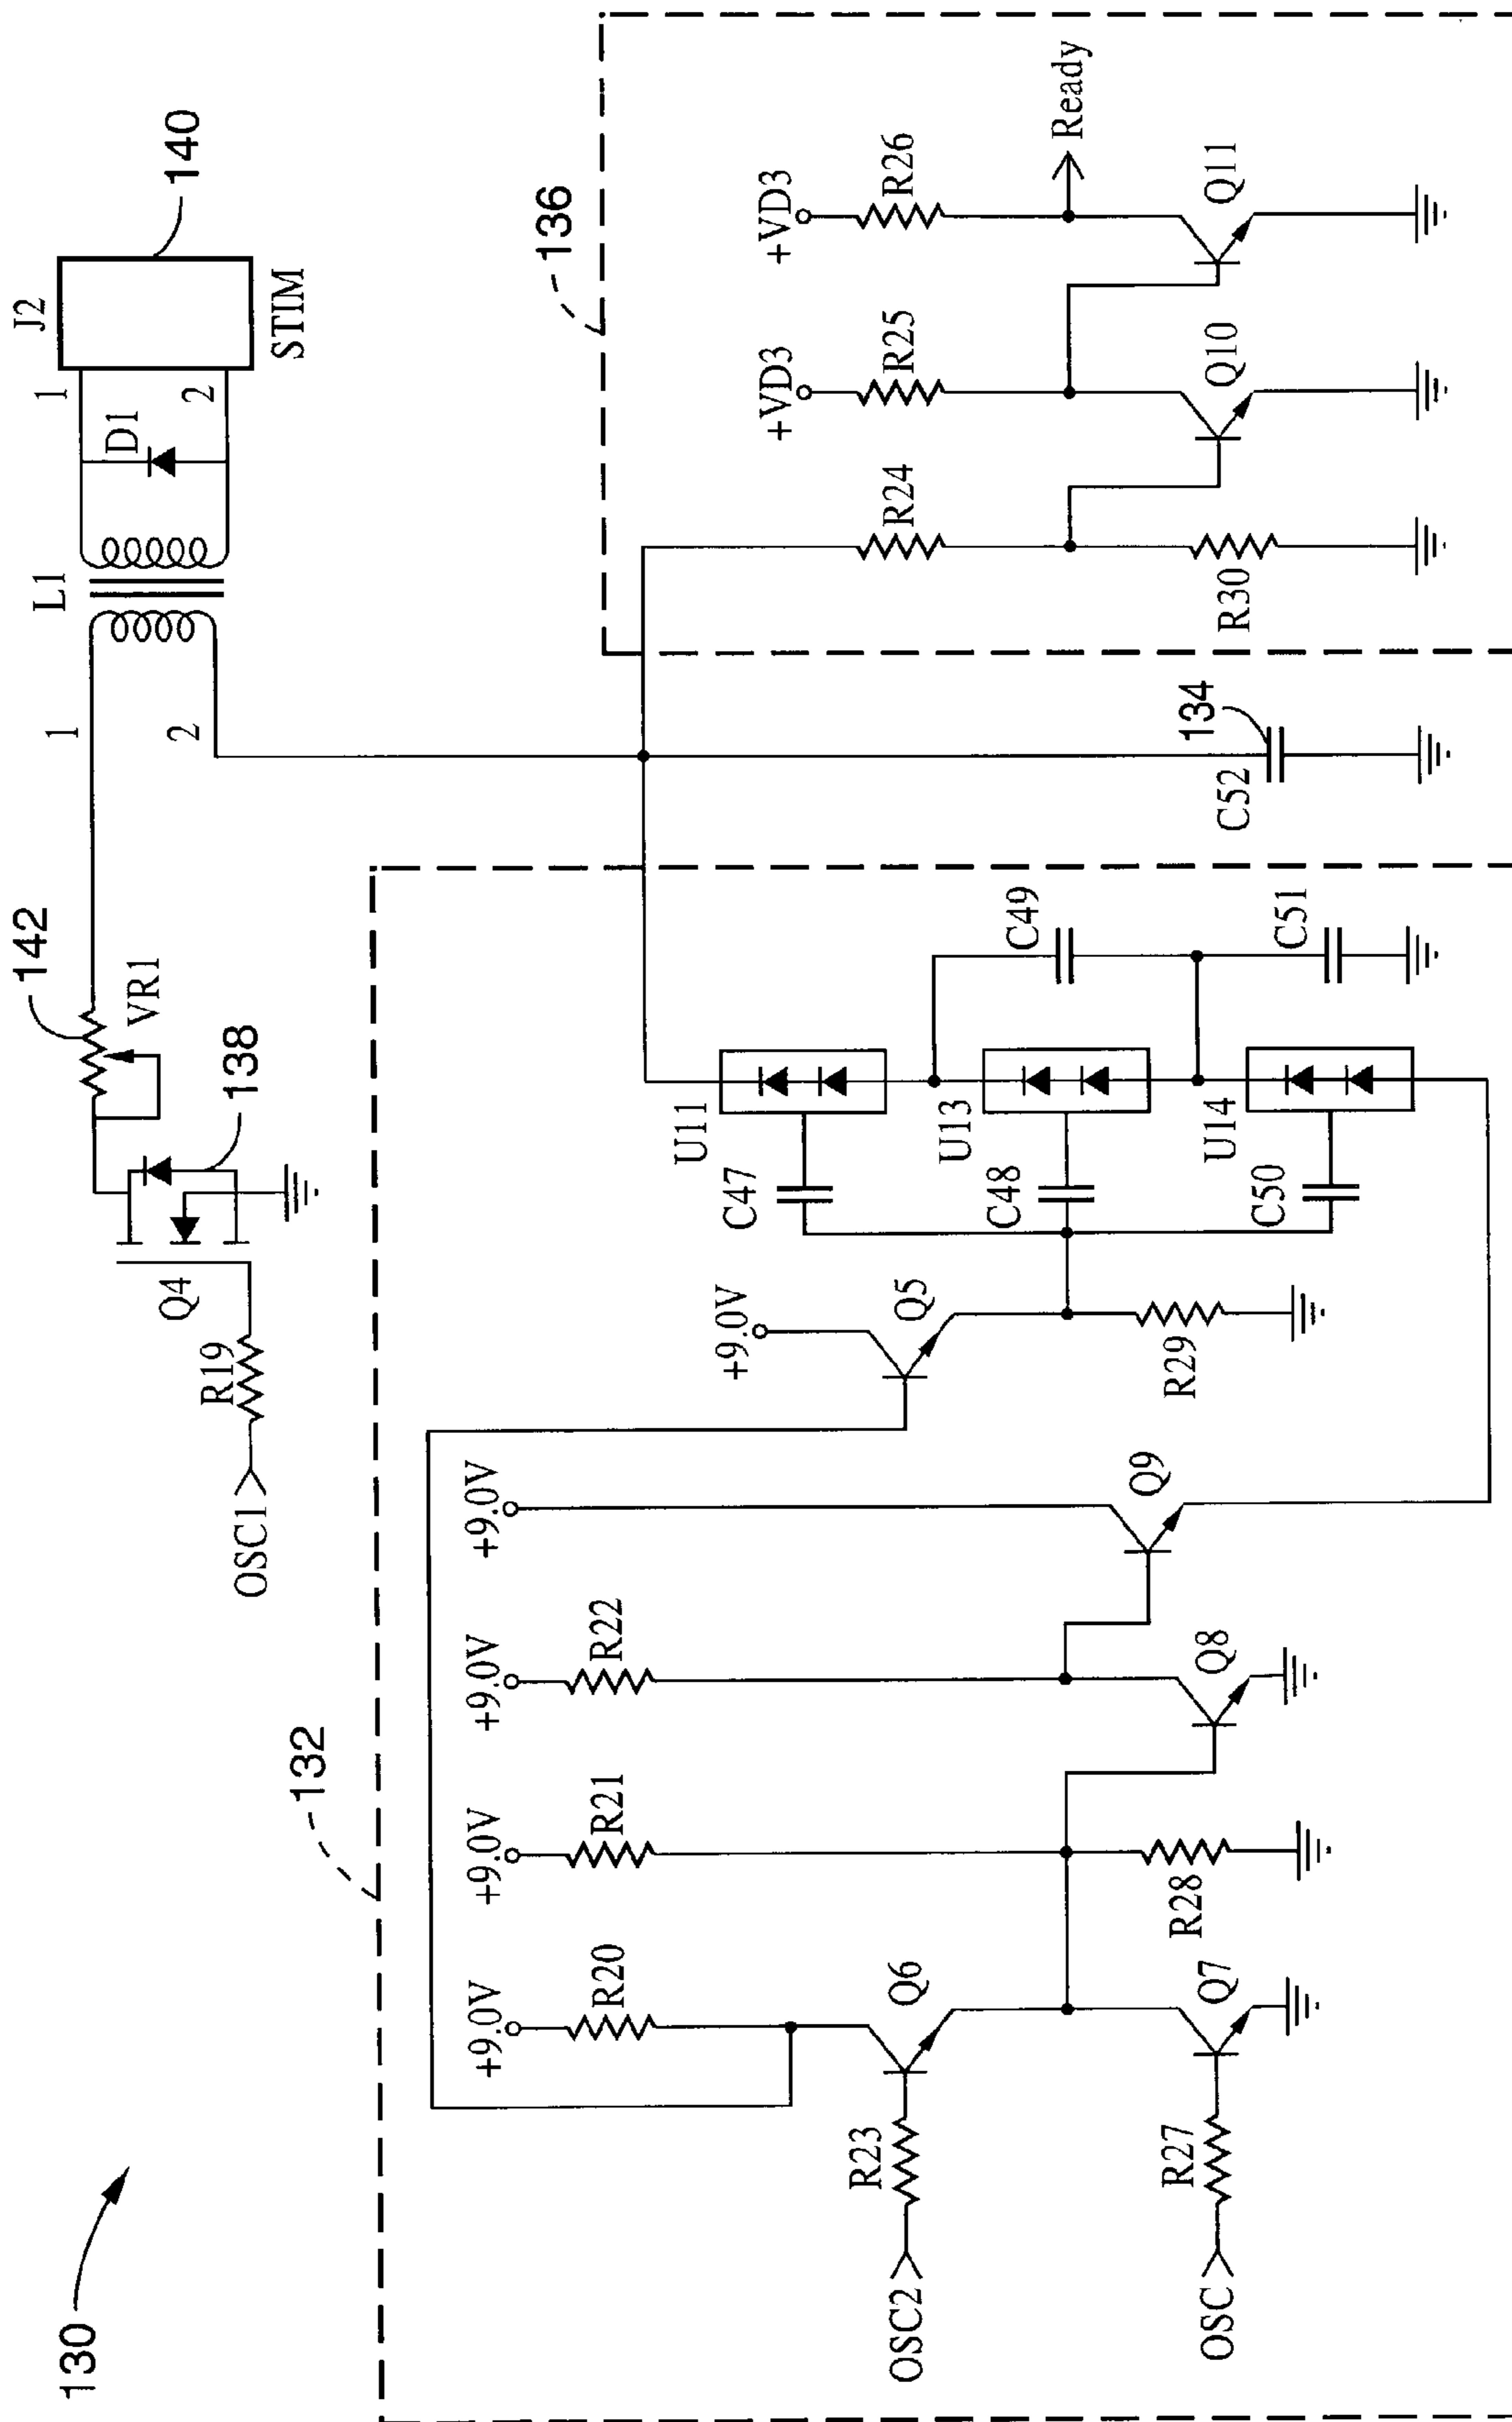 130
142
VR1
138
Q4
R19
OSC1
1
2
L1
D1
1
2
J2
STIM
140
132
+9.0V
R20
+9.0V
R21
+9.0V
R22
+9.0V
Q9
Q8
R28
Q6
Q7
R23
OSC2
R27
OSC
+9.0V
Q5
R29
U11
C47
U13
C48
U14
C50
C49
C51
134
C52
136
R24
R30
+VD3
R25
Q10
+VD3
R26
Ready
Q11